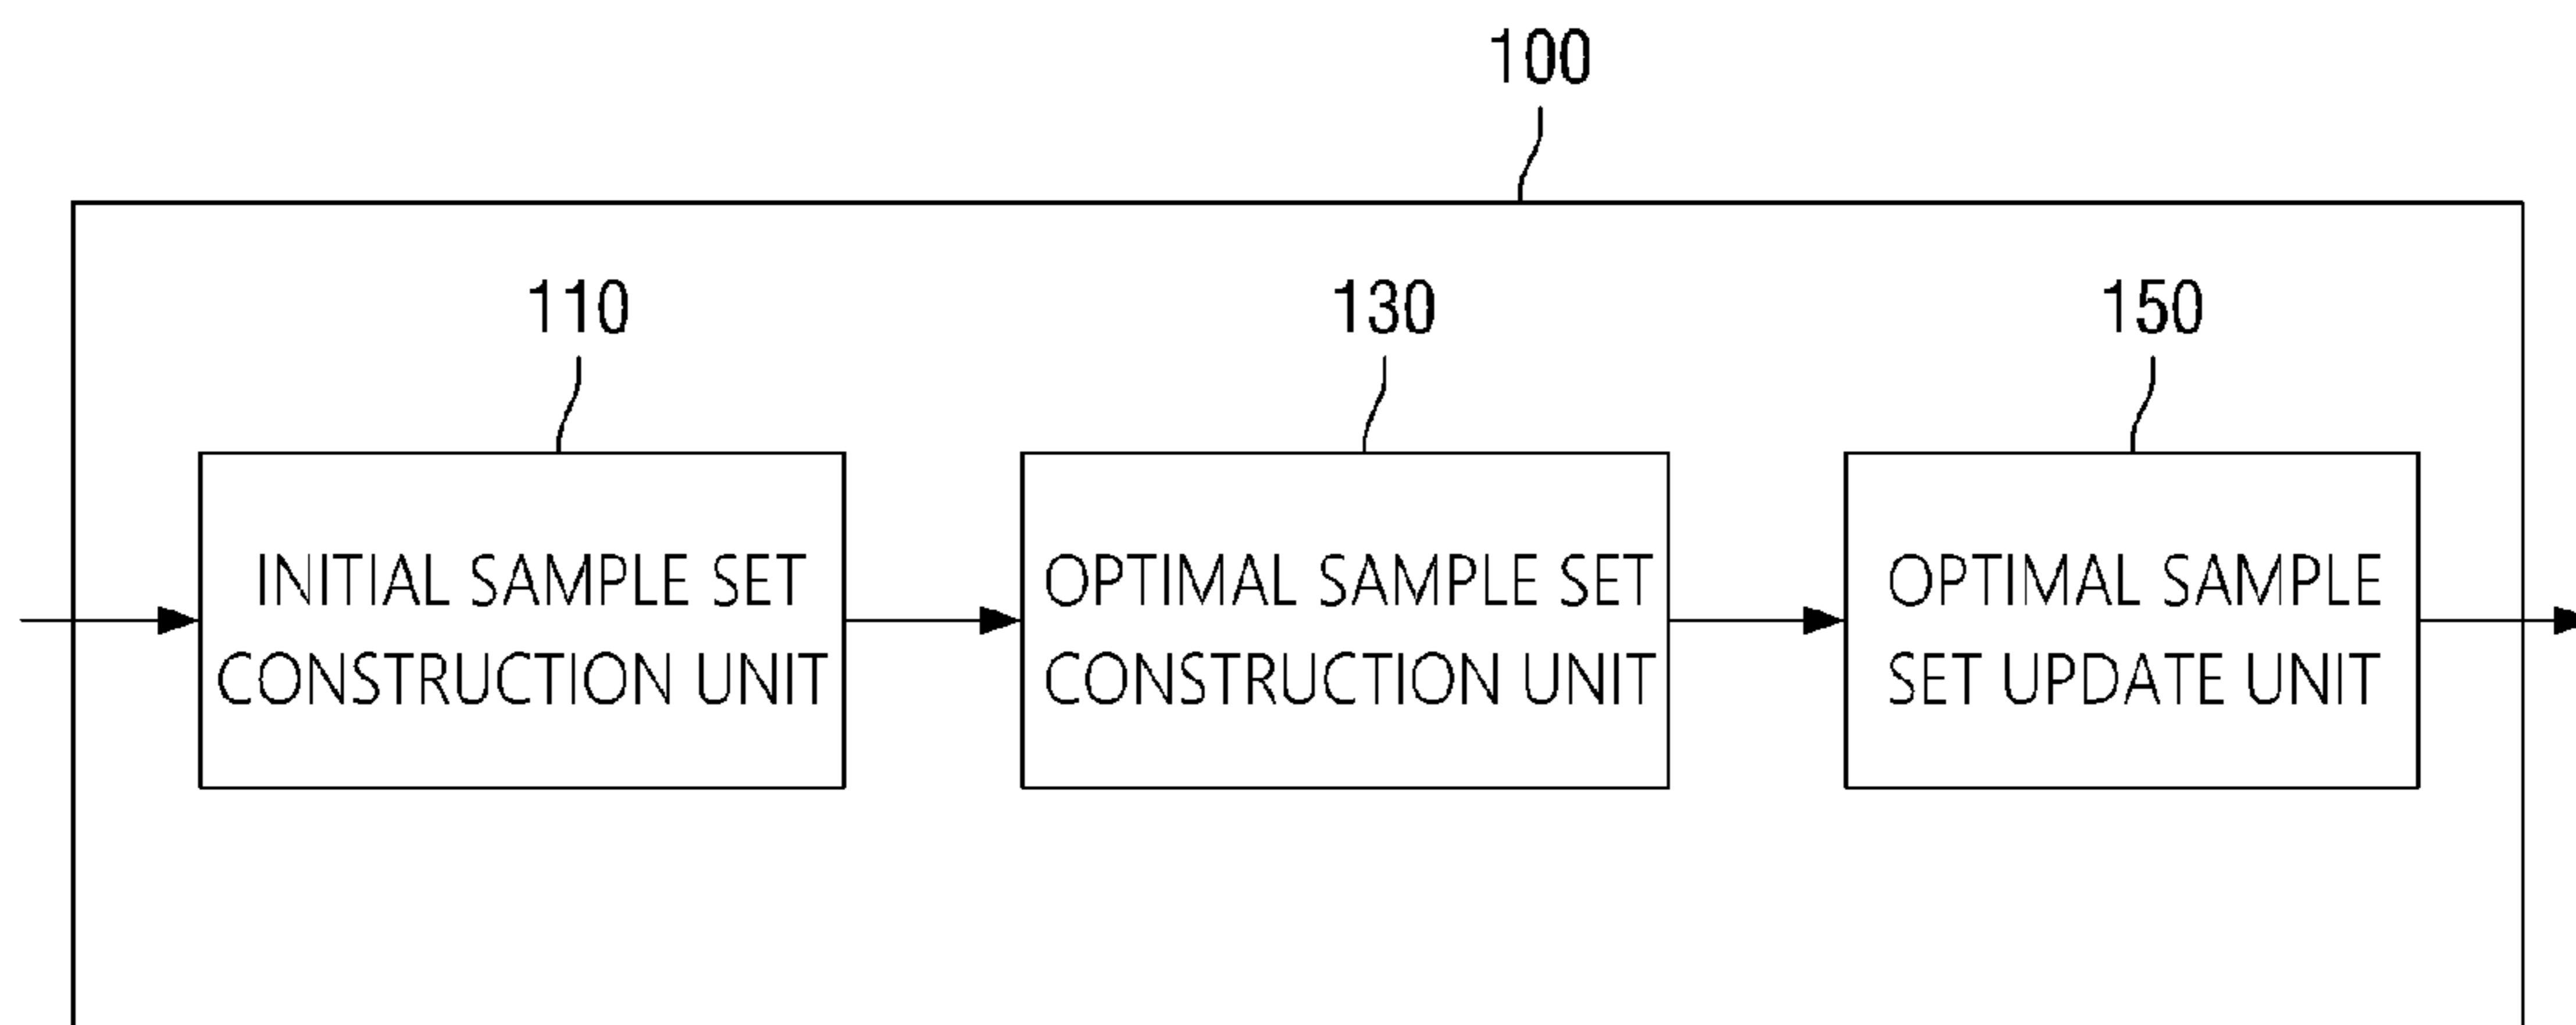 100
110
130
150
INITIAL SAMPLE SET
CONSTRUCTION UNIT
OPTIMAL SAMPLE SET
CONSTRUCTION UNIT
OPTIMAL SAMPLE
SET UPDATE UNIT